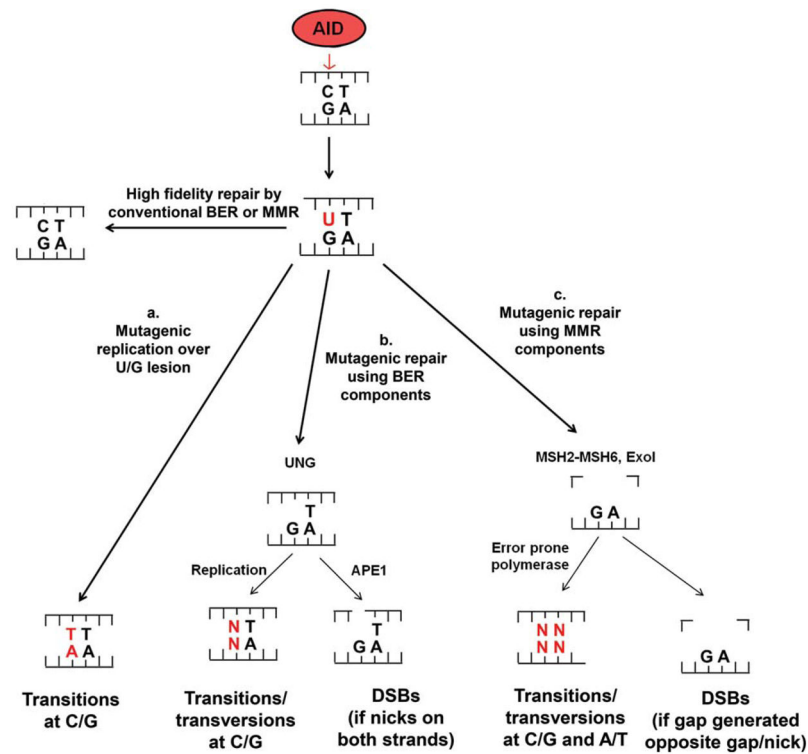 AID
C T
G A
High fidelity repair by
conventional BER or MMR
C T
G A
U T
G A
a.
Mutagenic
replication over
U/G lesion
b.
Mutagenic repair
using BER
components
c.
Mutagenic repair
using MMR
components
UNG
T
G A
MSH2-MSH6, ExoI
G A
Replication
APE1
Error prone
polymerase
T T
A A
N T
N A
T
G A
N N
N N
G A
Transitions
at C/G
Transitions/
transversions
at C/G
DSBs
(if nicks on
both strands)
Transitions/
transversions
at C/G and A/T
DSBs
(if gap generated
opposite gap/nick)